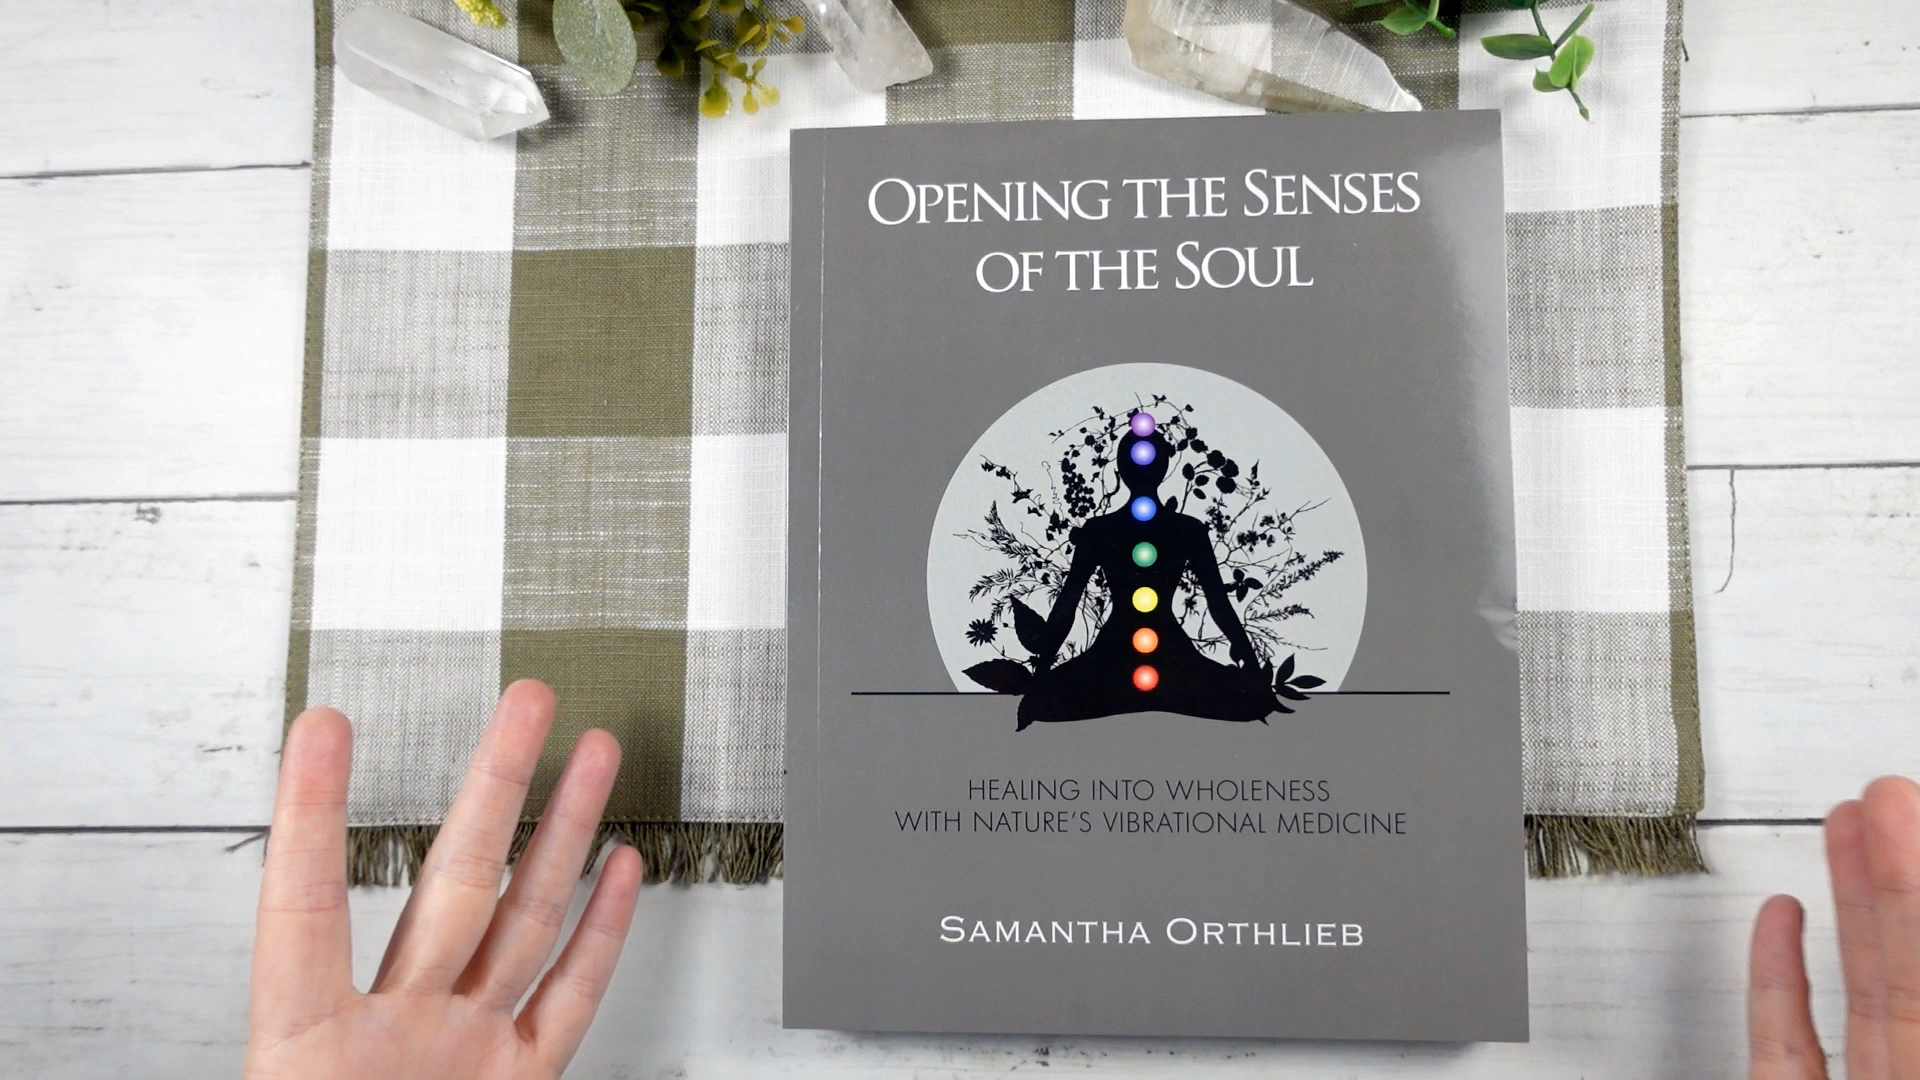 OPENING THE SENSES
OF THE SOUL
HEALING INTO WHOLENESS
WITH NATURE'S VIBRATIONAL MEDICINE
SAMANTHA ORTHLIEB